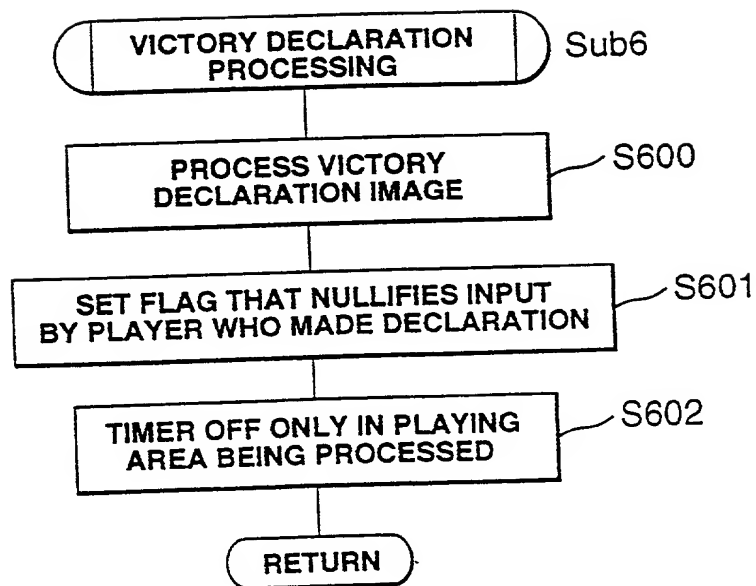 VICTORY DECLARATION
PROCESSING
Sub6
PROCESS VICTORY
DECLARATION IMAGE
S600
SET FLAG THAT NULLIFIES INPUT
BY PLAYER WHO MADE DECLARATION
S601
TIMER OFF ONLY IN PLAYING
AREA BEING PROCESSED
S602
RETURN